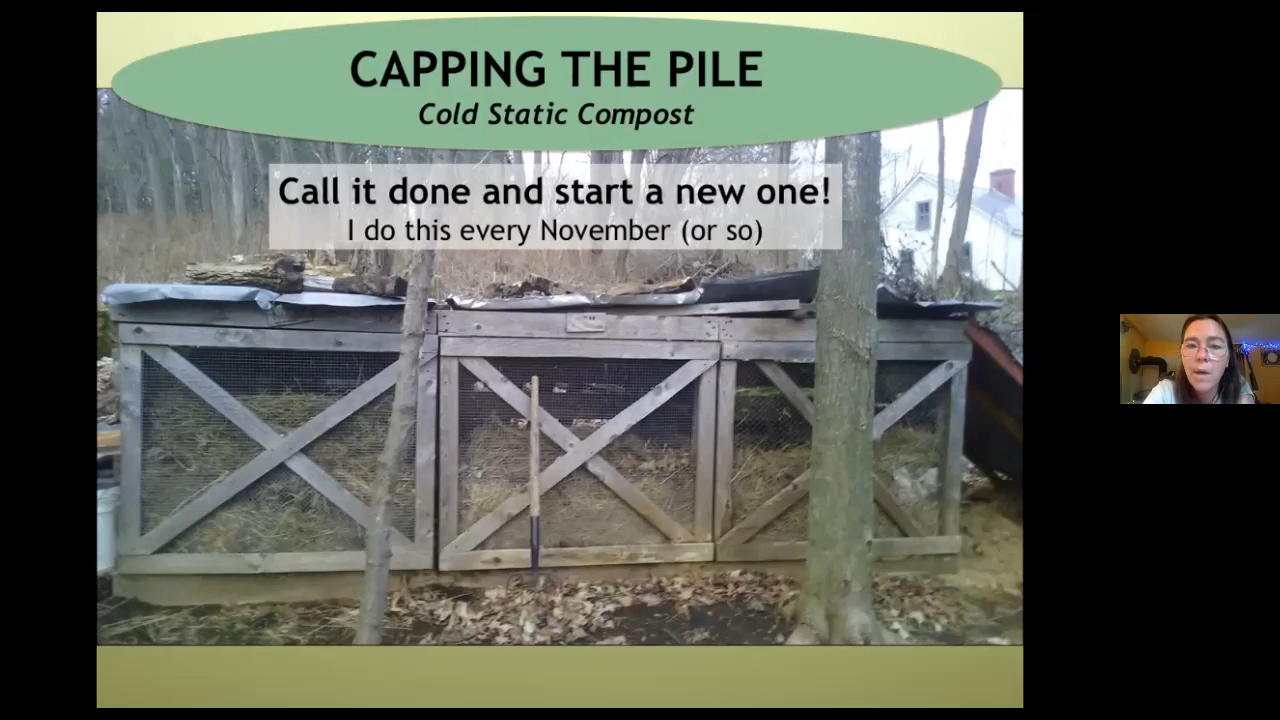 CAPPING THE PILE
Cold Static Compost
Call it done and start a new one!
I do this every November (or so)